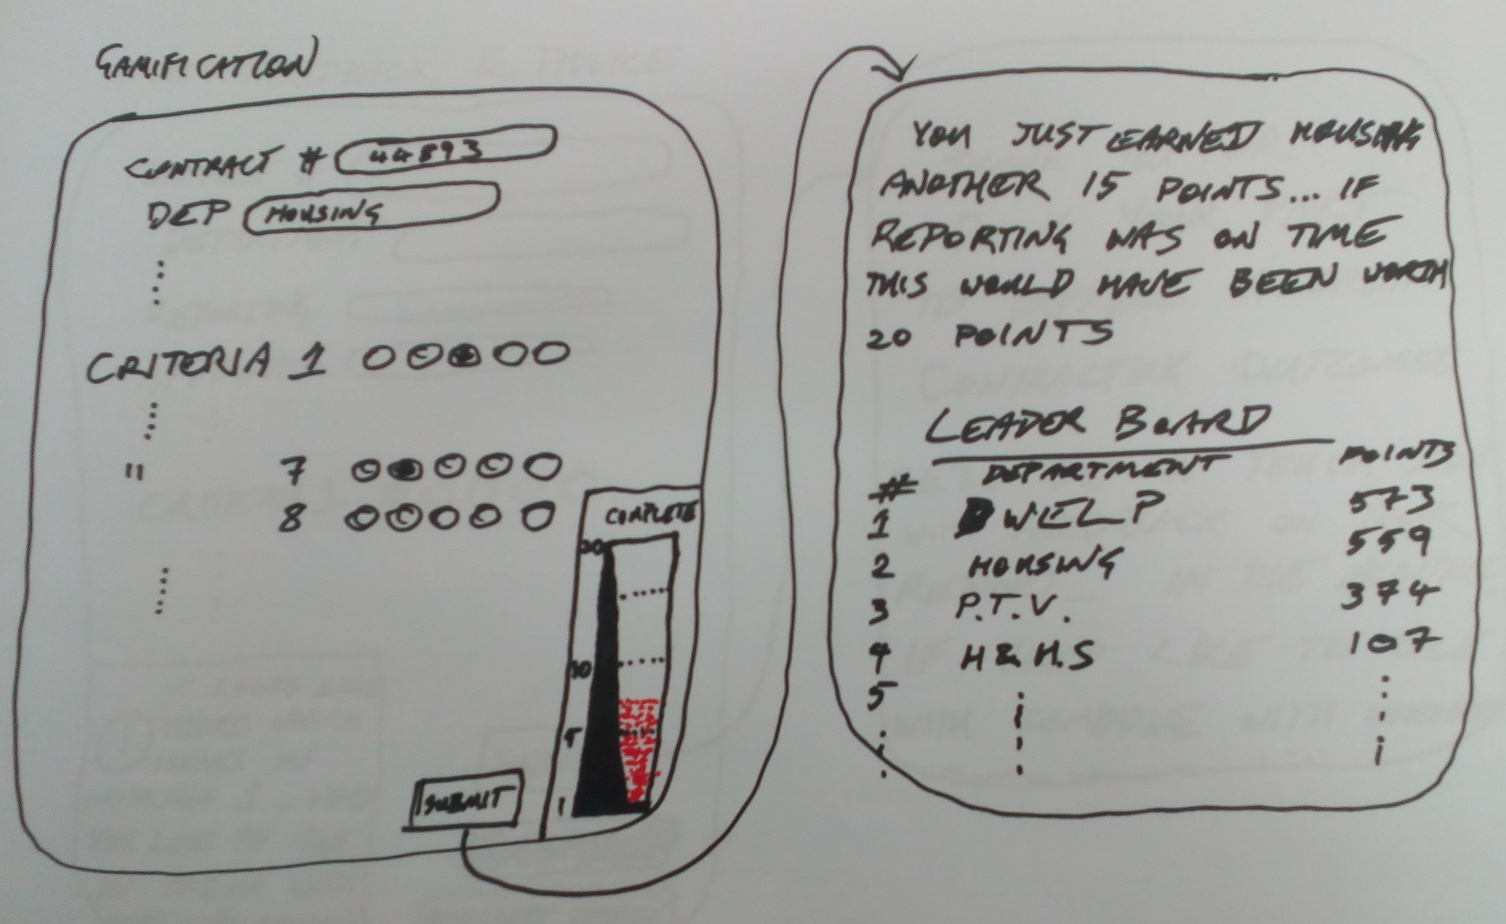 GAMIFICATION
CONTRACT # 44893
DEP HOUSING
CRITERIA 1
" 7
8
COMPLETE
20
10
5
1
SUBMIT
YOU JUST EARNED HOUSING
ANOTHER 15 POINTS... IF
REPORTING WAS ON TIME
THIS WOULD HAVE BEEN WORTH
20 POINTS
LEADER BOARD
# DEPARTMENT POINTS
1 DWELP 573
2 HOUSING 559
3 P.T.V. 374
4 H&H.S 107
5